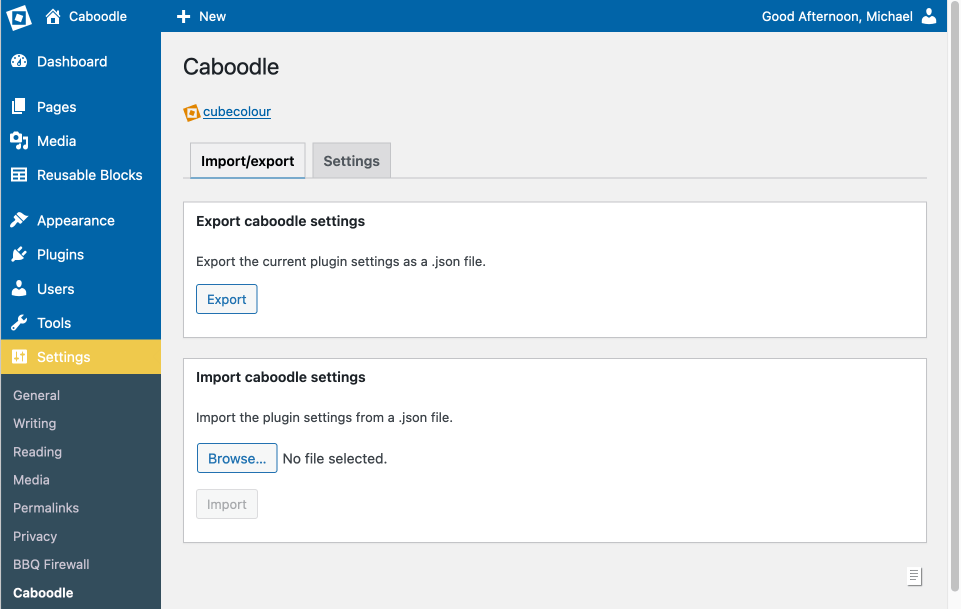 Caboodle New Good Afternoon, Michael
Dashboard
Pages
Media
Reusable Blocks
Appearance
Plugins
Users
Tools
Settings
General
Writing
Reading
Media
Permalinks
Privacy
BBQ Firewall
Caboodle
Caboodle
cubecolour
Import/export Settings
Export caboodle settings
Export the current plugin settings as a .json file.
Export
Import caboodle settings
Import the plugin settings from a .json file.
Browse... No file selected.
Import